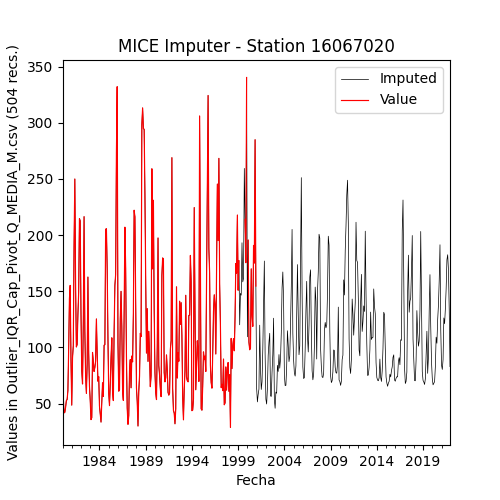 MICE Imputer - Station 16067020
Values in Outlier_IQR_Cap_Pivot_Q_MEDIA_M.csv (504 recs.)
350
300
250
200
150
100
50
Imputed
Value
1984 1989 1994 1999 2004 2009 2014 2019
Fecha